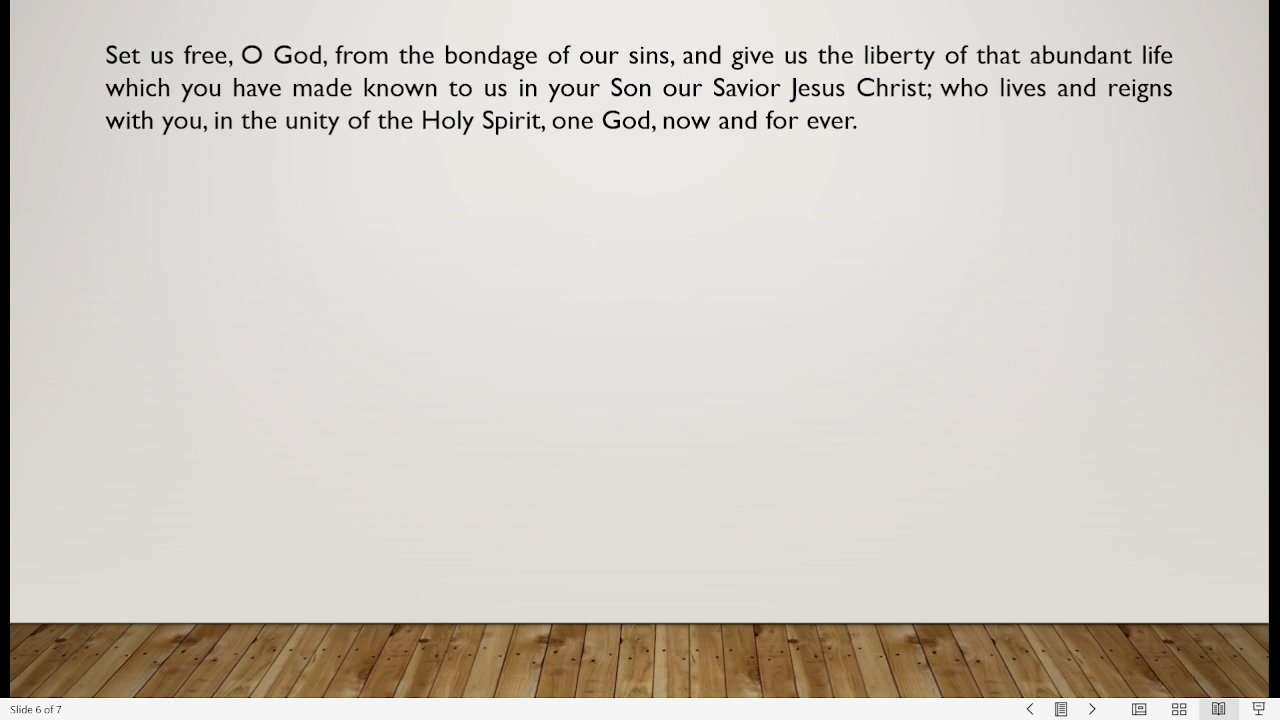 Set us free, O God, from the bondage of our sins, and give us the liberty of that abundant life
which you have made known to us in your Son our Savior Jesus Christ; who lives and reigns
with you, in the unity of the Holy Spirit, one God, now and for ever.
Slide 6 of 7